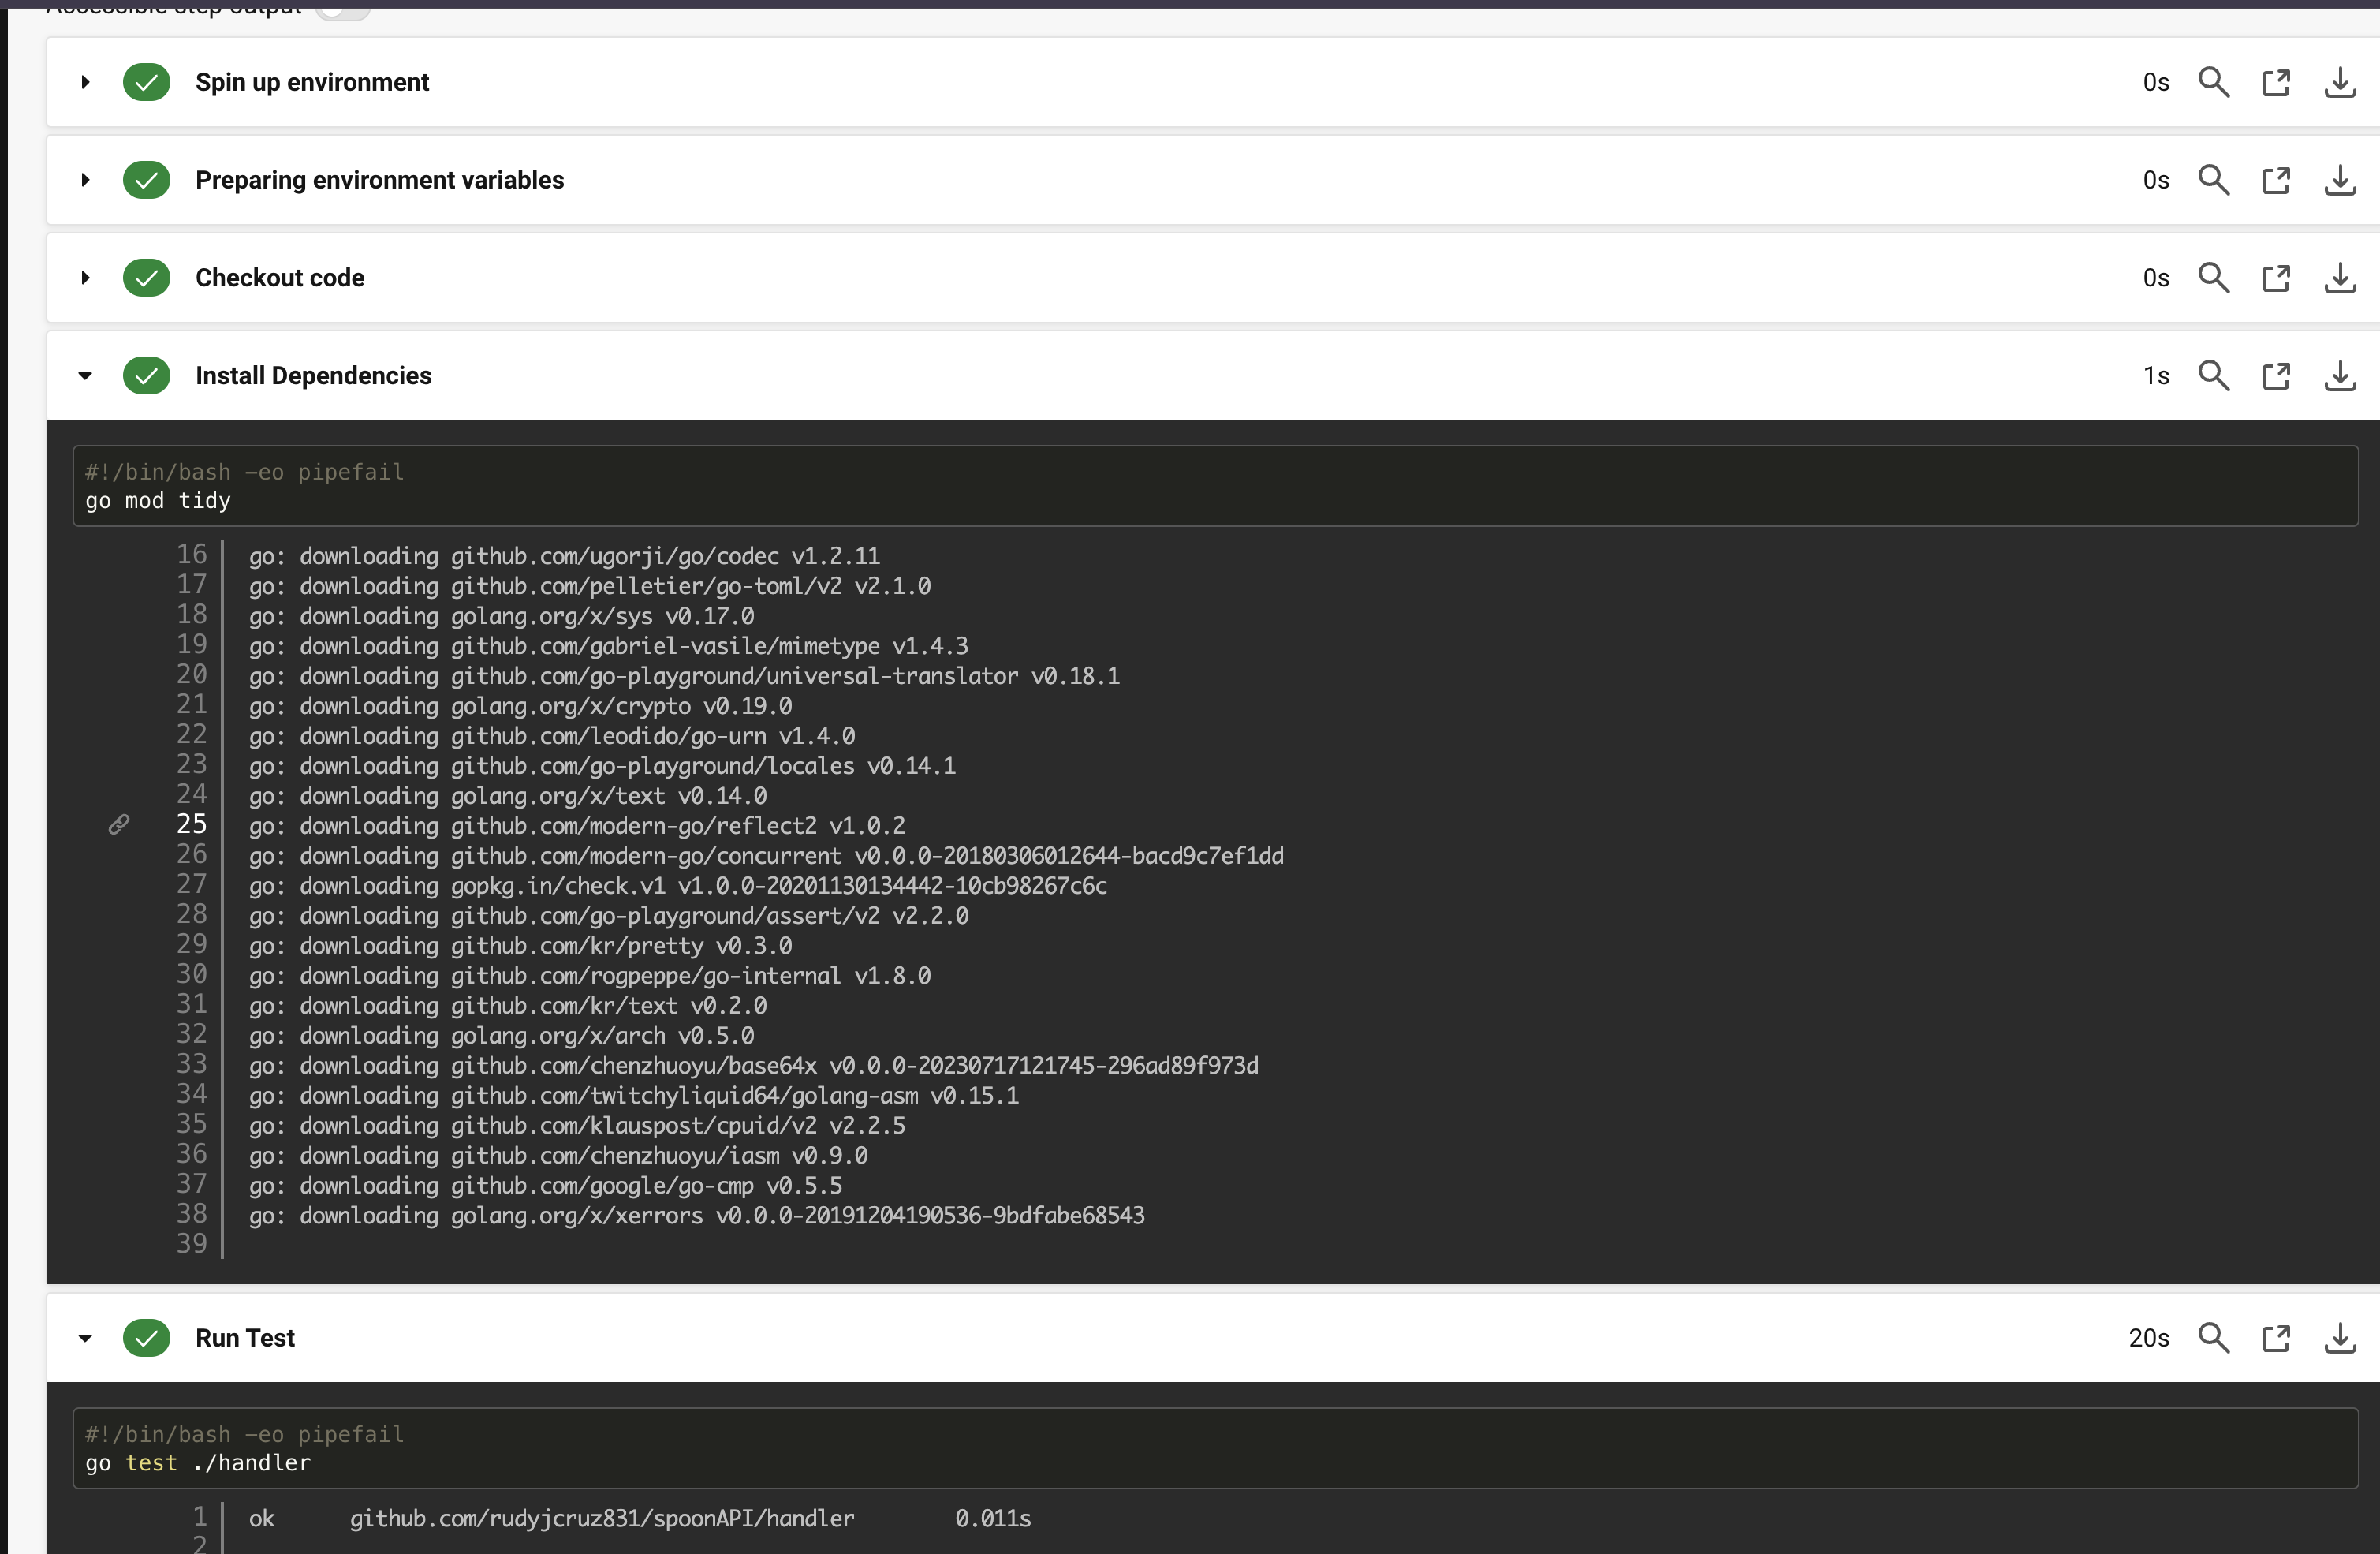 Accessible step output
Spin up environment 0s
Preparing environment variables 0s
Checkout code 0s
Install Dependencies 1s
#!/bin/bash -eo pipefail
go mod tidy
16 go: downloading github.com/ugorji/go/codec v1.2.11
17 go: downloading github.com/pelletier/go-toml/v2 v2.1.0
18 go: downloading golang.org/x/sys v0.17.0
19 go: downloading github.com/gabriel-vasile/mimetype v1.4.3
20 go: downloading github.com/go-playground/universal-translator v0.18.1
21 go: downloading golang.org/x/crypto v0.19.0
22 go: downloading github.com/leodido/go-urn v1.4.0
23 go: downloading github.com/go-playground/locales v0.14.1
24 go: downloading golang.org/x/text v0.14.0
25 go: downloading github.com/modern-go/reflect2 v1.0.2
26 go: downloading github.com/modern-go/concurrent v0.0.0-20180306012644-bacd9c7ef1dd
27 go: downloading gopkg.in/check.v1 v1.0.0-20201130134442-10cb98267c6c
28 go: downloading github.com/go-playground/assert/v2 v2.2.0
29 go: downloading github.com/kr/pretty v0.3.0
30 go: downloading github.com/rogpeppe/go-internal v1.8.0
31 go: downloading github.com/kr/text v0.2.0
32 go: downloading golang.org/x/arch v0.5.0
33 go: downloading github.com/chenzhuoyu/base64x v0.0.0-20230717121745-296ad89f973d
34 go: downloading github.com/twitchyliquid64/golang-asm v0.15.1
35 go: downloading github.com/klauspost/cpuid/v2 v2.2.5
36 go: downloading github.com/chenzhuoyu/iasm v0.9.0
37 go: downloading github.com/google/go-cmp v0.5.5
38 go: downloading golang.org/x/xerrors v0.0.0-20191204190536-9bdfabe68543
39
Run Test 20s
#!/bin/bash -eo pipefail
go test ./handler
1 ok github.com/rudyjcruz831/spoonAPI/handler 0.011s
2